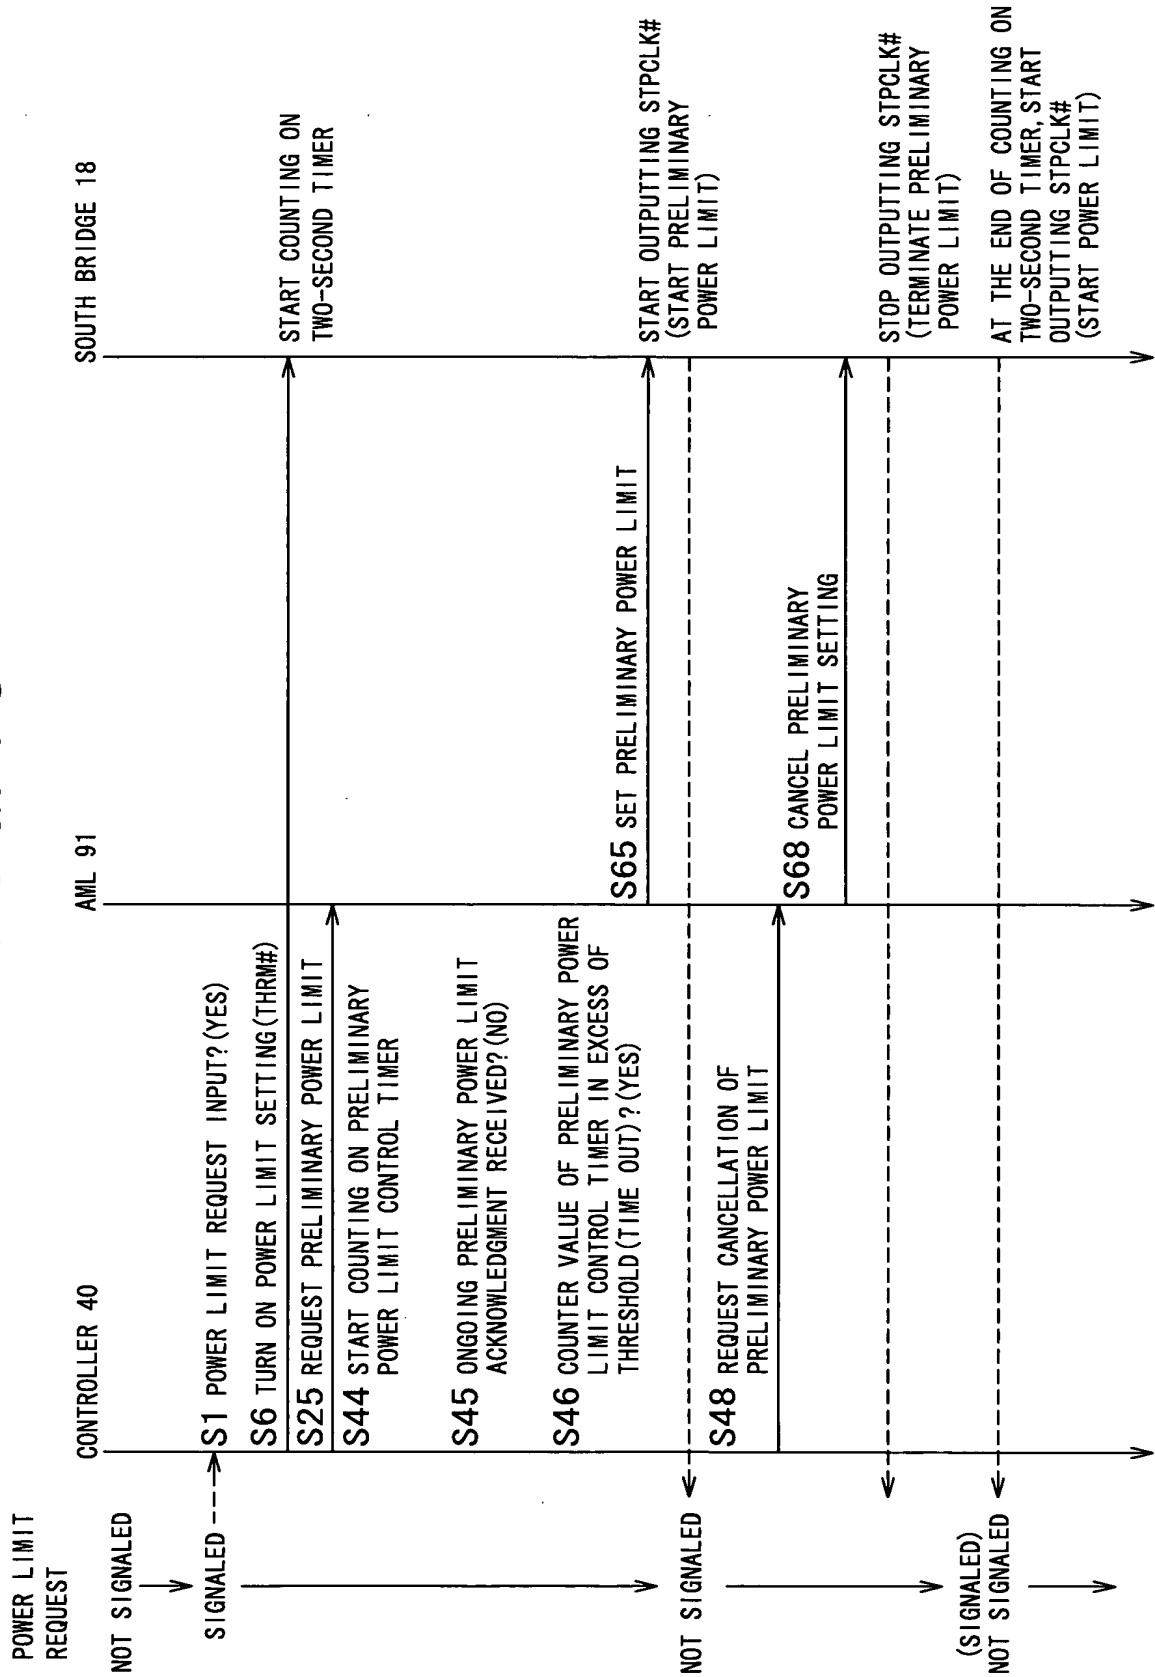 POWER LIMIT
REQUEST
CONTROLLER 40
AML 91
SOUTH BRIDGE 18
NOT SIGNALED
SIGNALED
S1 POWER LIMIT REQUEST INPUT?(YES)
S6 TURN ON POWER LIMIT SETTING(THRM#)
START COUNTING ON
TWO-SECOND TIMER
S25 REQUEST PRELIMINARY POWER LIMIT
S44 START COUNTING ON PRELIMINARY
POWER LIMIT CONTROL TIMER
S45 ONGOING PRELIMINARY POWER LIMIT
ACKNOWLEDGMENT RECEIVED?(NO)
S46 COUNTER VALUE OF PRELIMINARY POWER
LIMIT CONTROL TIMER IN EXCESS OF
THRESHOLD(TIME OUT)?(YES)
S65 SET PRELIMINARY POWER LIMIT
START OUTPUTTING STPCLK#
(START PRELIMINARY
POWER LIMIT)
NOT SIGNALED
S48 REQUEST CANCELLATION OF
PRELIMINARY POWER LIMIT
S68 CANCEL PRELIMINARY
POWER LIMIT SETTING
STOP OUTPUTTING STPCLK#
(TERMINATE PRELIMINARY
POWER LIMIT)
(SIGNALED)
NOT SIGNALED
AT THE END OF COUNTING ON
TWO-SECOND TIMER,START
OUTPUTTING STPCLK#
(START POWER LIMIT)